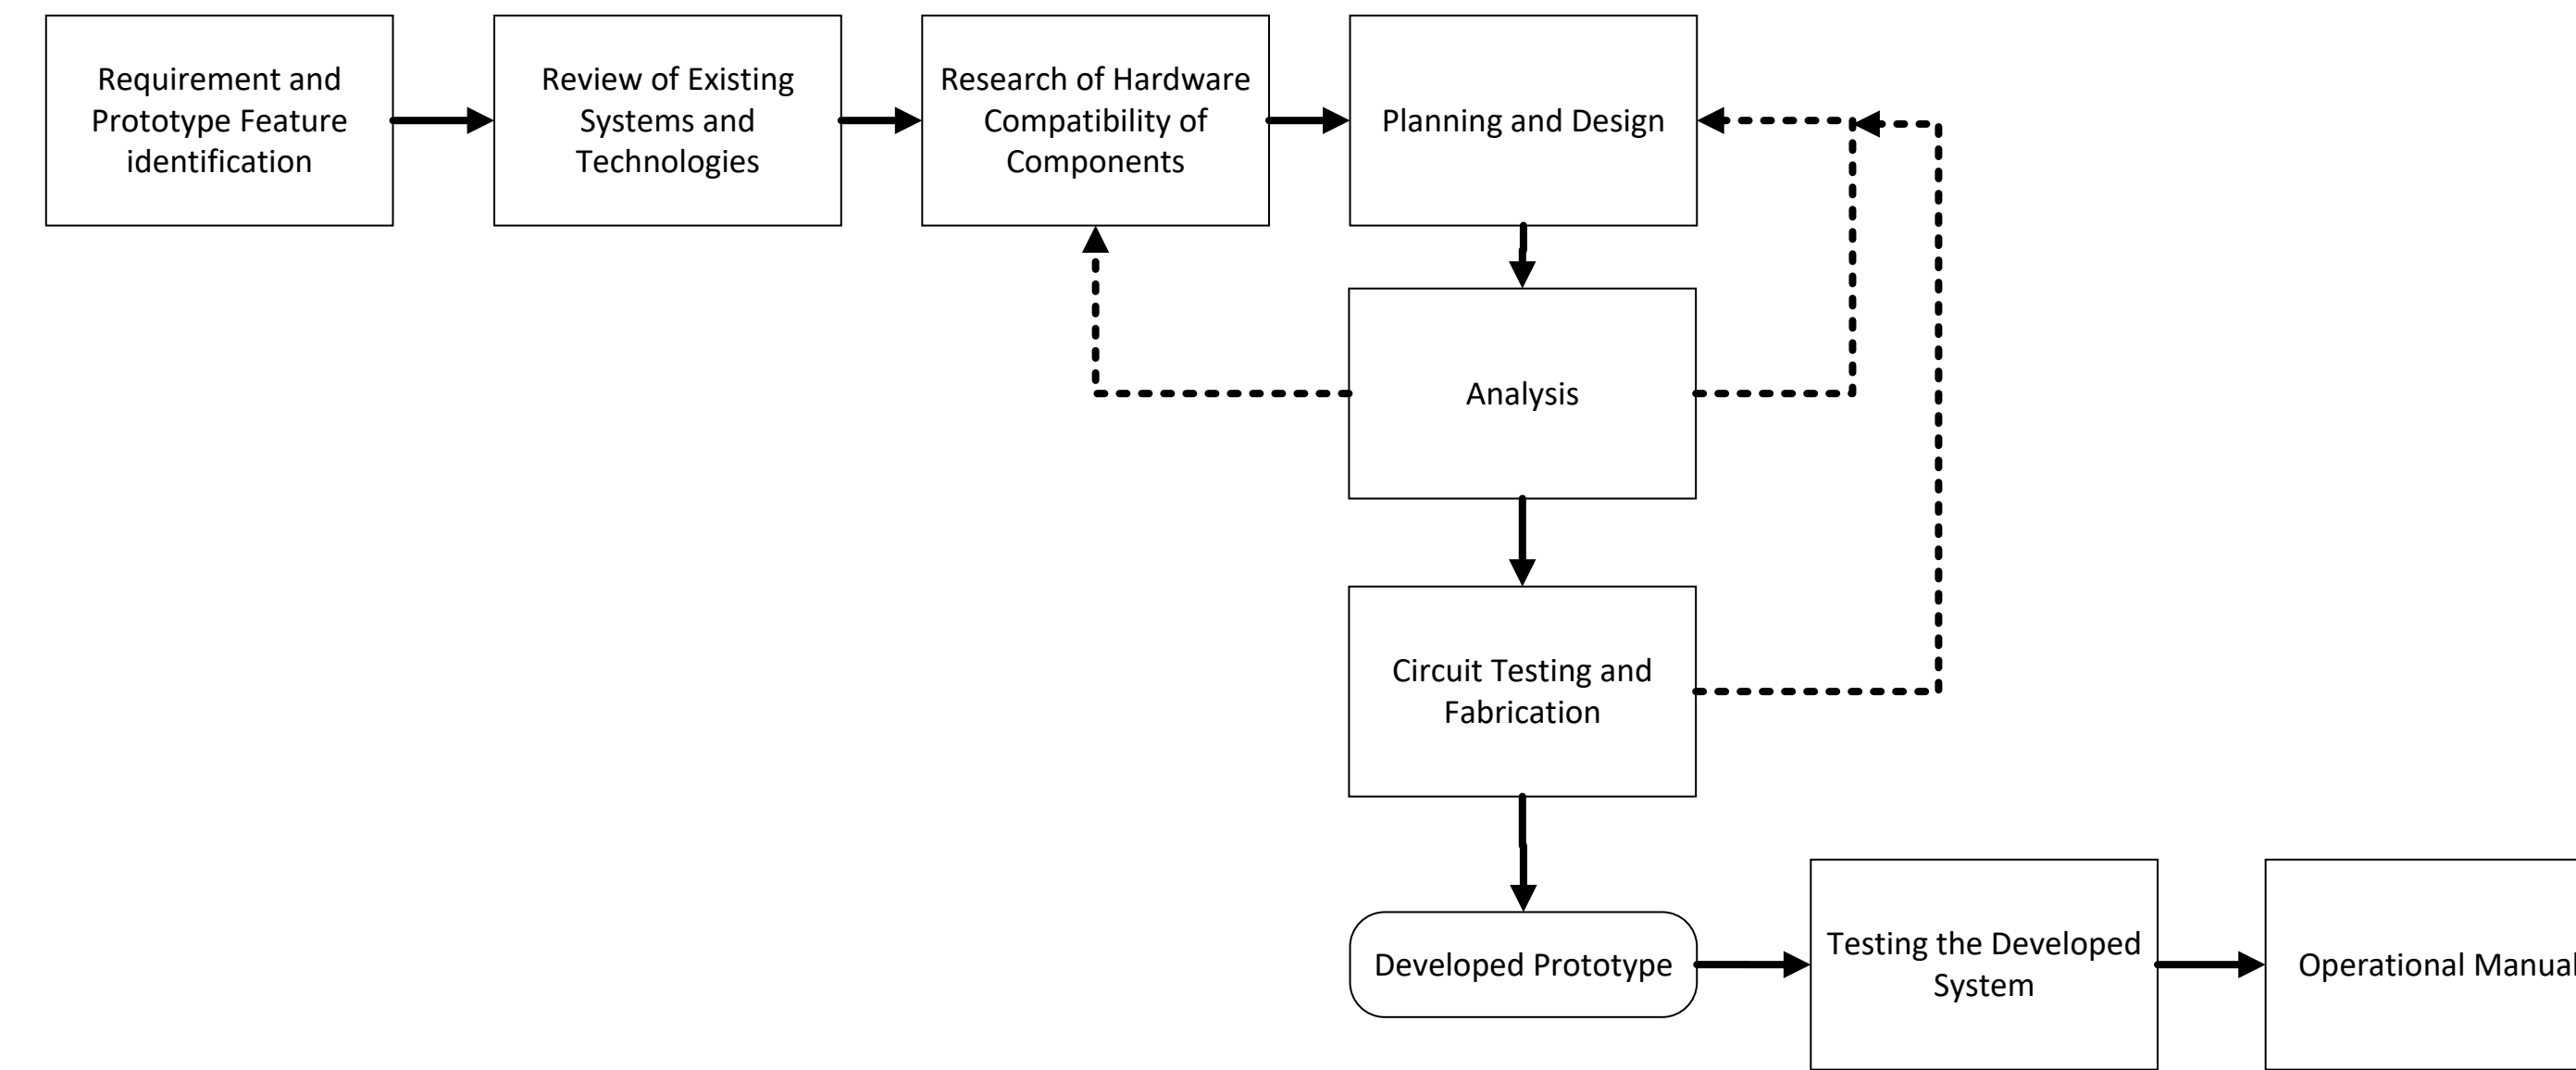 Requirement and
Prototype Feature
identification
Review of Existing
Systems and
Technologies
Research of Hardware
Compatibility of
Components
Planning and Design
Analysis
Circuit Testing and
Fabrication
Developed Prototype
Testing the Developed
System
Operational Manual